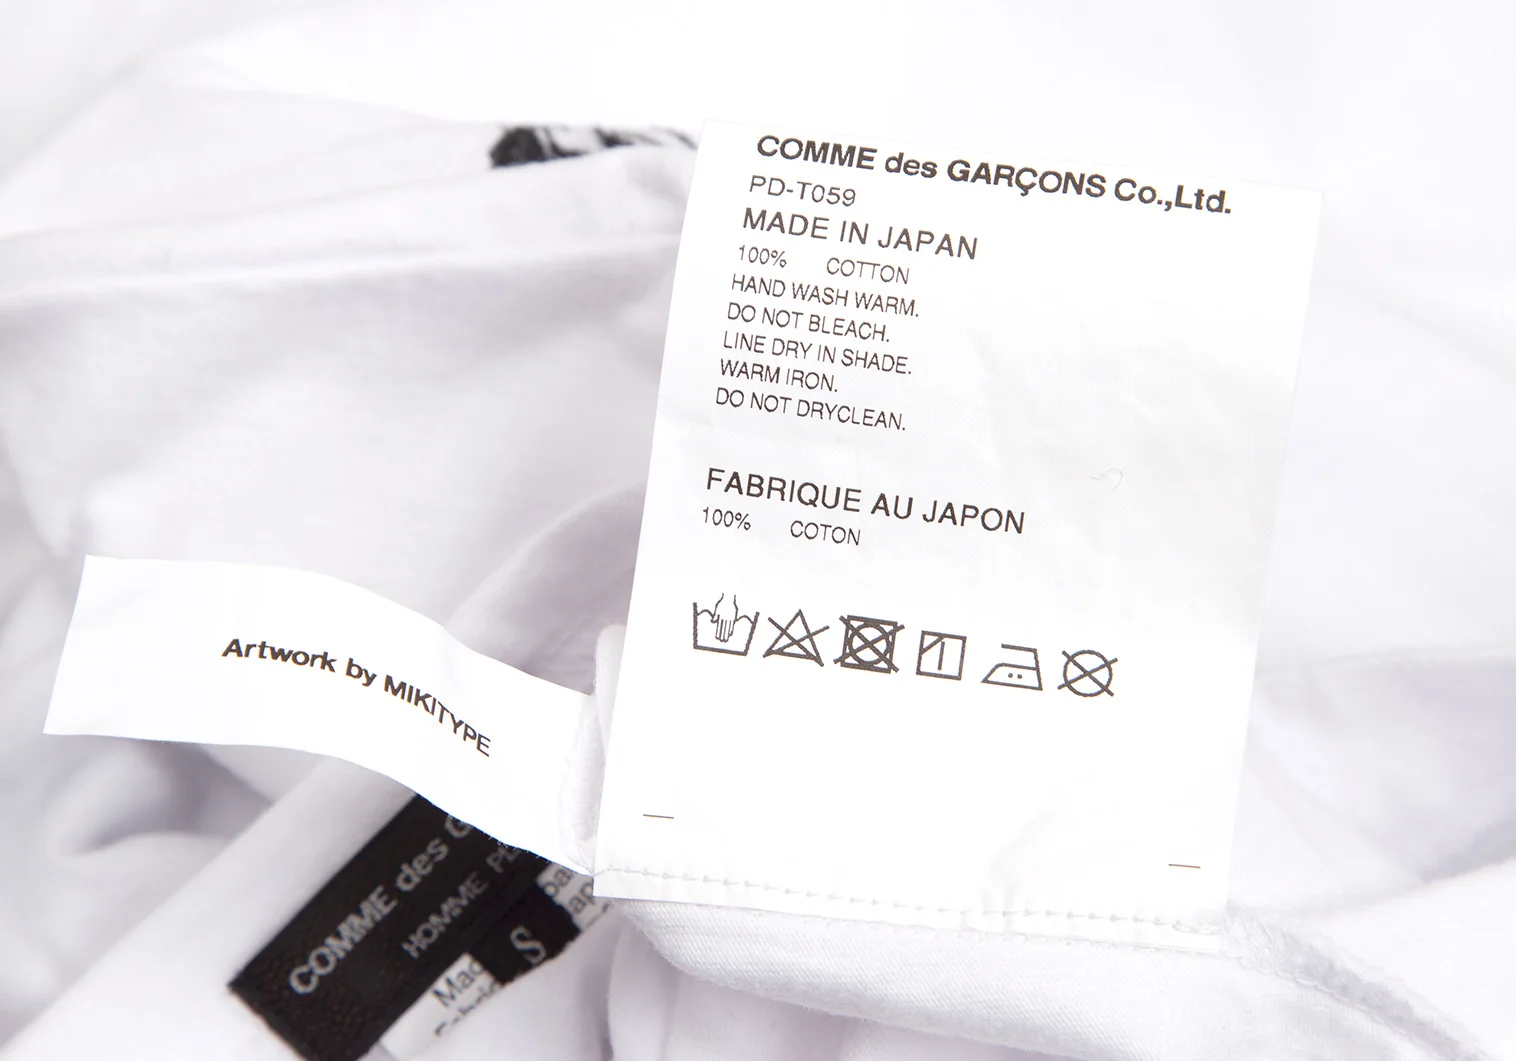 COMME des GARÇONS Co.,Ltd.
PD-T059
MADE IN JAPAN
100% COTTON
HAND WASH WARM.
DO NOT BLEACH.
LINE DRY IN SHADE.
WARM IRON.
DO NOT DRYCLEAN.
FABRIQUE AU JAPON
100% COTON
Artwork by MIKITYPE
COMME des
HOMME
S